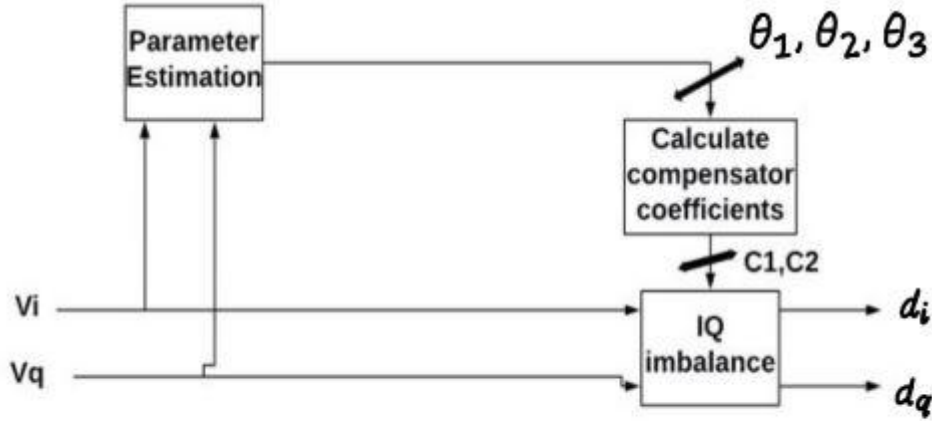 Parameter
Estimation
θ1, θ2, θ3
Calculate
compensator
coefficients
C1,C2
Vi
IQ
imbalance
di
Vq
dq